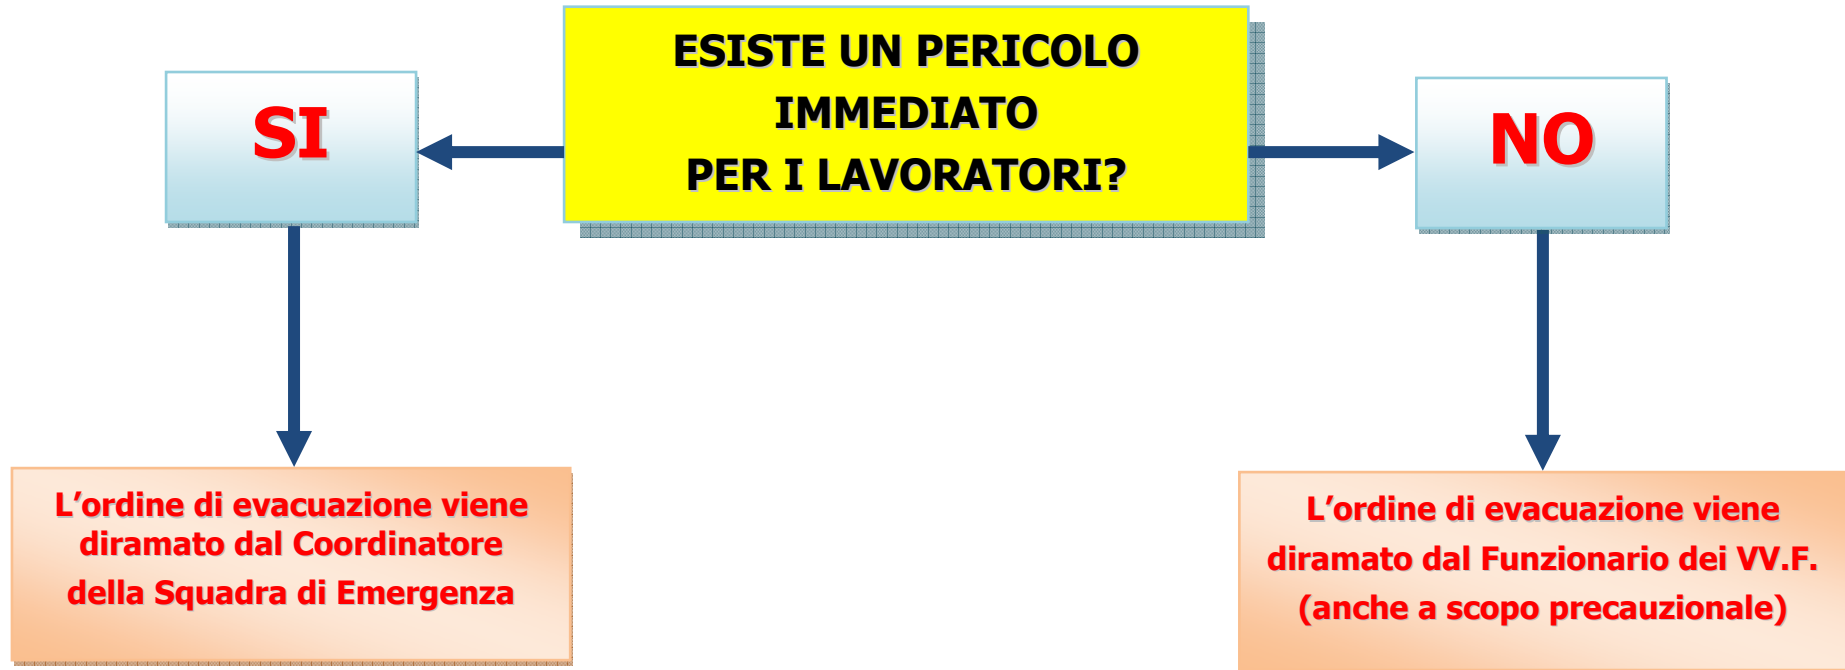 ESISTE UN PERICOLO
IMMEDIATO
PER I LAVORATORI?
SI
NO
L’ordine di evacuazione viene
diramato dal Coordinatore
della Squadra di Emergenza
L’ordine di evacuazione viene
diramato dal Funzionario dei VV.F.
(anche a scopo precauzionale)